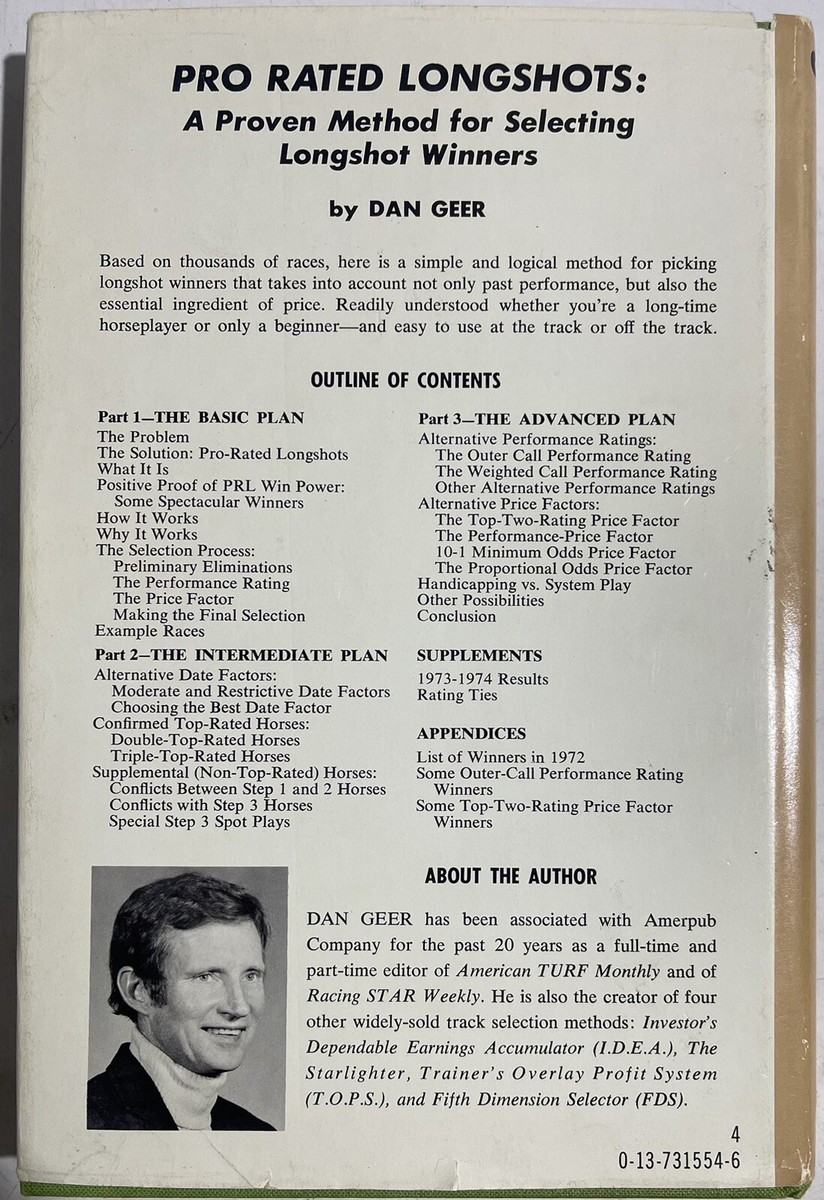 PRO RATED LONGSHOTS:
A Proven Method for Selecting
Longshot Winners
by DAN GEER
Based on thousands of races, here is a simple and logical method for picking
longshot winners that takes into account not only past performance, but also the
essential ingredient of price. Readily understood whether you're a long-time
horseplayer or only a beginner—and easy to use at the track or off the track.
OUTLINE OF CONTENTS
Part 1—THE BASIC PLAN
The Problem
The Solution: Pro-Rated Longshots
What It Is
Positive Proof of PRL Win Power:
Some Spectacular Winners
How It Works
Why It Works
The Selection Process:
Preliminary Eliminations
The Performance Rating
The Price Factor
Making the Final Selection
Example Races
Part 2—THE INTERMEDIATE PLAN
Alternative Date Factors:
Moderate and Restrictive Date Factors
Choosing the Best Date Factor
Confirmed Top-Rated Horses:
Double-Top-Rated Horses
Triple-Top-Rated Horses
Supplemental (Non-Top-Rated) Horses:
Conflicts Between Step 1 and 2 Horses
Conflicts with Step 3 Horses
Special Step 3 Spot Plays
Part 3—THE ADVANCED PLAN
Alternative Performance Ratings:
The Outer Call Performance Rating
The Weighted Call Performance Rating
Other Alternative Performance Ratings
Alternative Price Factors:
The Top-Two-Rating Price Factor
The Performance-Price Factor
10-1 Minimum Odds Price Factor
The Proportional Odds Price Factor
Handicapping vs. System Play
Other Possibilities
Conclusion
SUPPLEMENTS
1973-1974 Results
Rating Ties
APPENDICES
List of Winners in 1972
Some Outer-Call Performance Rating
Winners
Some Top-Two-Rating Price Factor
Winners
ABOUT THE AUTHOR
DAN GEER has been associated with Amerpub
Company for the past 20 years as a full-time and
part-time editor of American TURF Monthly and of
Racing STAR Weekly. He is also the creator of four
other widely-sold track selection methods: Investor's
Dependable Earnings Accumulator (I.D.E.A.), The
Starlighter, Trainer's Overlay Profit System
(T.O.P.S.), and Fifth Dimension Selector (FDS).
4
0-13-731554-6